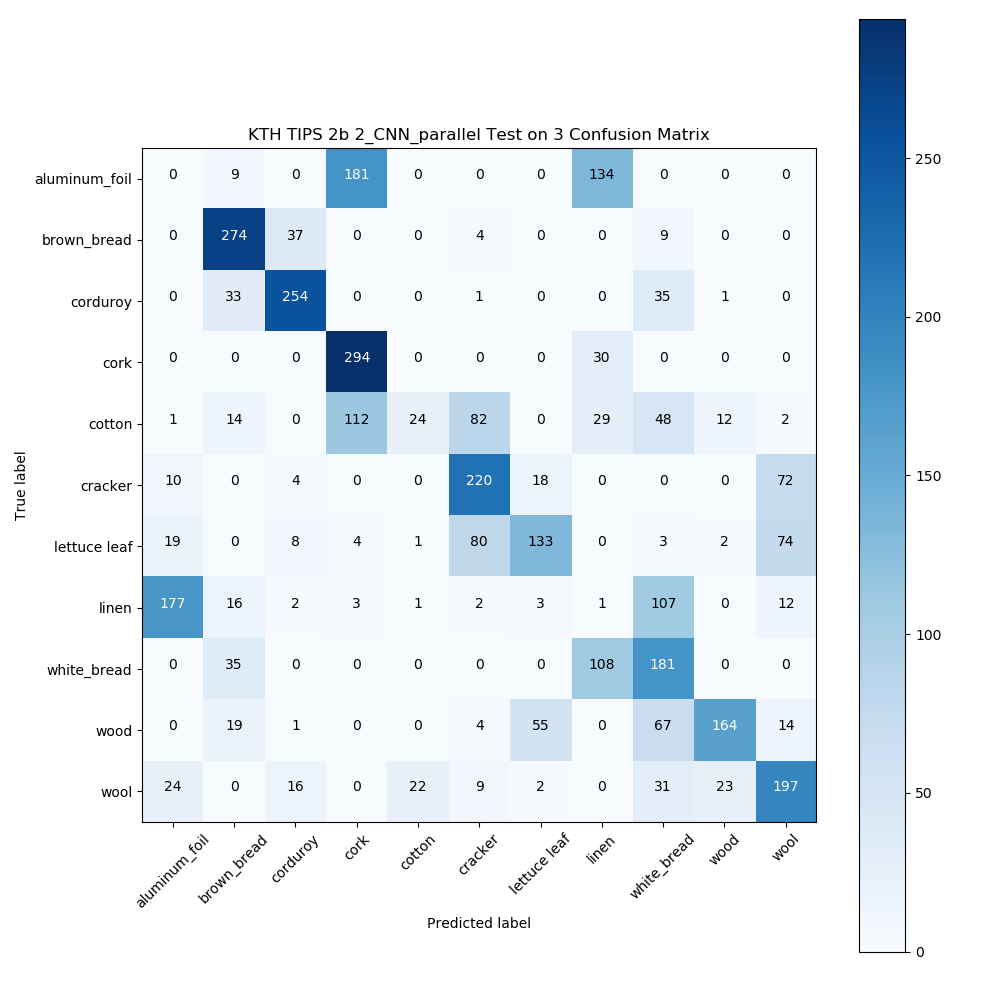 KTH TIPS 2b 2_CNN_parallel Test on 3 Confusion Matrix
True label
aluminum_foil 0 9 0 181 0 0 0 134 0 0 0
brown_bread 0 274 37 0 0 4 0 0 9 0 0
corduroy 0 33 254 0 0 1 0 0 35 1 0
cork 0 0 0 294 0 0 0 30 0 0 0
cotton 1 14 0 112 24 82 0 29 48 12 2
cracker 10 0 4 0 0 220 18 0 0 0 72
lettuce leaf 19 0 8 4 1 80 133 0 3 2 74
linen 177 16 2 3 1 2 3 1 107 0 12
white_bread 0 35 0 0 0 0 0 108 181 0 0
wood 0 19 1 0 0 4 55 0 67 164 14
wool 24 0 16 0 22 9 2 0 31 23 197
aluminum_foil brown_bread corduroy cork cotton cracker lettuce leaf linen white_bread wood wool
Predicted label
250
200
150
100
50
0